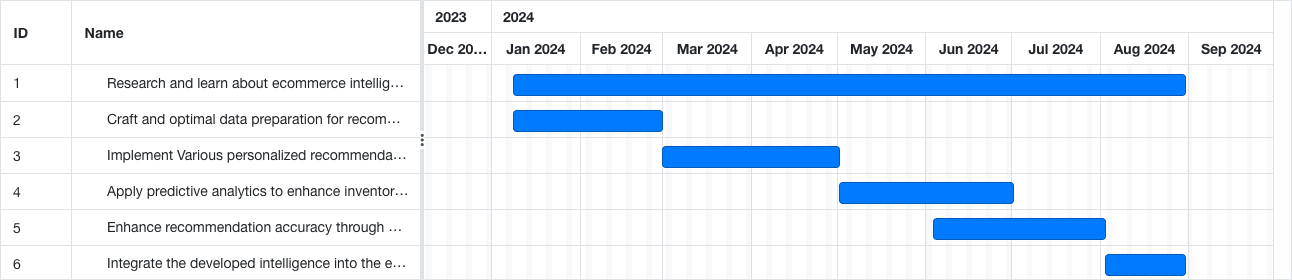 ID Name 2023 2024
Dec 20... Jan 2024 Feb 2024 Mar 2024 Apr 2024 May 2024 Jun 2024 Jul 2024 Aug 2024 Sep 2024
1 Research and learn about ecommerce intellig...
2 Craft and optimal data preparation for recom...
3 Implement Various personalized recommenda...
4 Apply predictive analytics to enhance inventor...
5 Enhance recommendation accuracy through ...
6 Integrate the developed intelligence into the e...